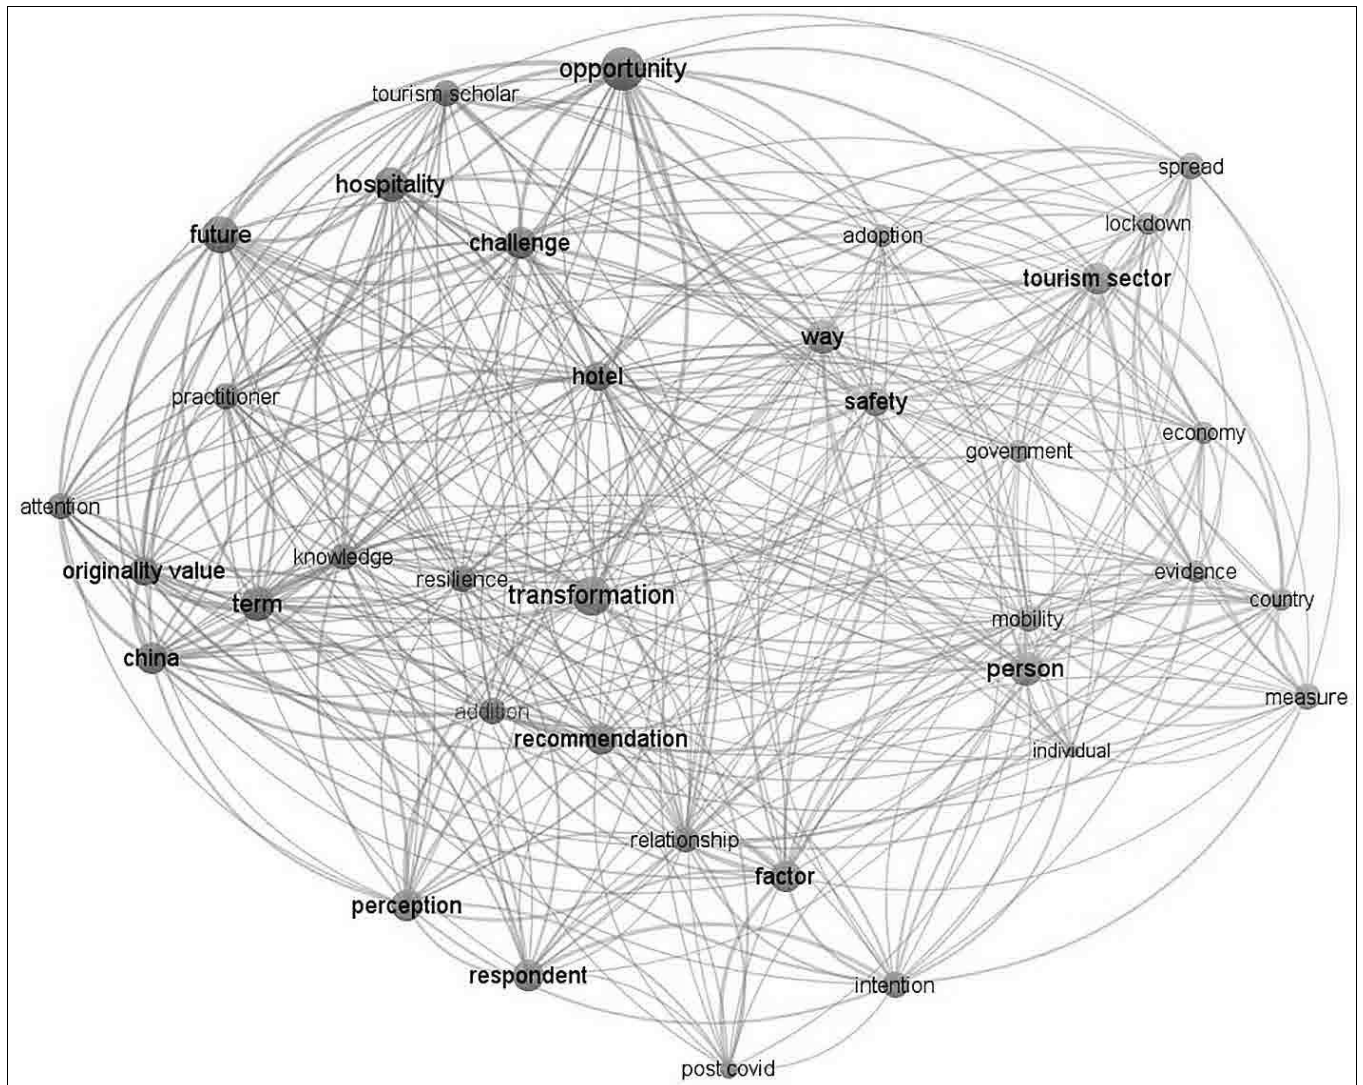 opportunity
tourism scholar
spread
hospitality
lockdown
future
challenge
adoption
tourism sector
way
hotel
practitioner
safety
economy
government
attention
knowledge
originality value
resilience
evidence
term
transformation
country
mobility
china
person
measure
addition
recommendation
individual
relationship
factor
perception
respondent
intention
post covid